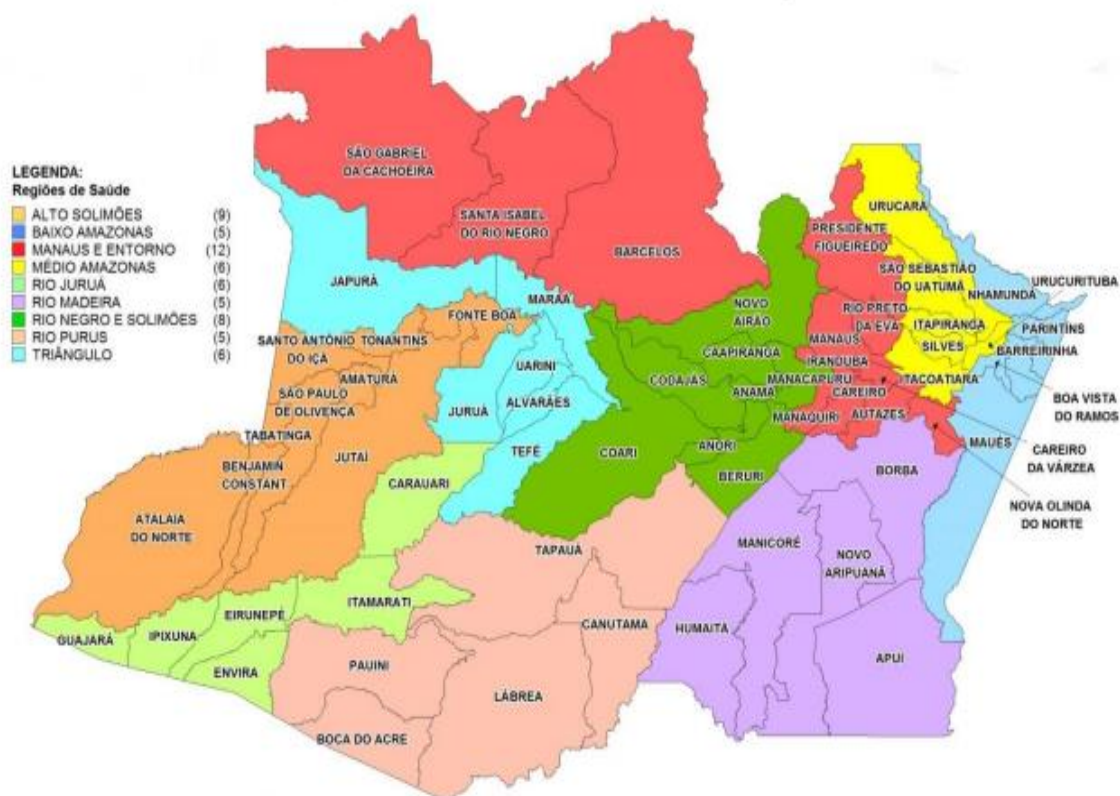 LEGENDA:
Regiões de Saúde
ALTO SOLIMÕES (9)
BAIXO AMAZONAS (5)
MANAUS E ENTORNO (12)
MÉDIO AMAZONAS (6)
RIO JURUÁ (6)
RIO MADEIRA (5)
RIO NEGRO E SOLIMÕES (8)
RIO PURUS (5)
TRIÂNGULO (6)
SÃO GABRIEL
DA CACHOEIRA
SANTA ISABEL
DO RIO NEGRO
BARCELOS
URUCARÁ
PRESIDENTE
FIGUEIREDO
SÃO SEBASTIÃO
DO UATUMÃ
NHAMUNDÁ
URUCURITUBA
JAPURÁ
MARAÃ
FONTE BOA
NOVO
AIRÃO
RIO PRETO
DA EVA
ITAPIRANGA
PARINTINS
SANTO ANTÔNIO
DO IÇÁ
TONANTINS
MANAUS
SILVES
BARREIRINHA
UARINI
CAAPIRANGA
IRANDUBA
AMATURÁ
CODAJÁS
MANACAPURU
ITACOATIARA
SÃO PAULO
DE OLIVENÇA
JURUÁ
ALVARÃES
ANAMÃ
CAREIRO
BOA VISTA
DO RAMOS
MANAQUIRI
AUTAZES
TABATINGA
JUTAÍ
TEFÉ
COARI
ANORI
MAUÉS
CAREIRO
DA VÁRZEA
BENJAMIN
CONSTANT
CARAUARI
BERURI
BORBA
NOVA OLINDA
DO NORTE
ATALAIA
DO NORTE
TAPAUÁ
MANICORÉ
NOVO
ARIPUANÃ
ITAMARATI
EIRUNEPÉ
GUAJARÁ
IPIXUNA
CANUTAMA
HUMAITÁ
ENVIRA
PAUINI
APUI
LÁBREA
BOCA DO ACRE